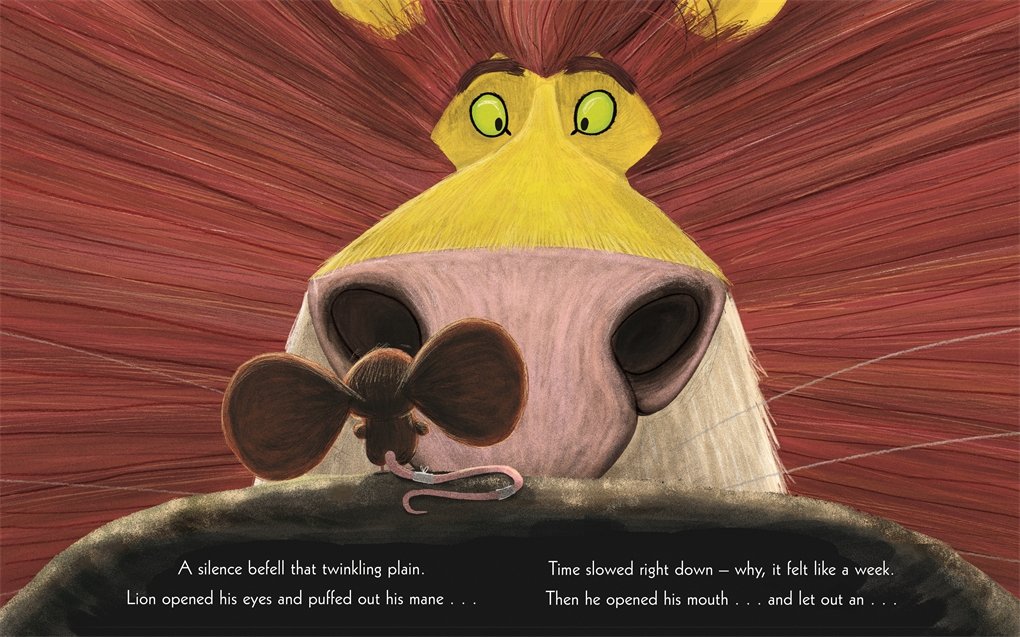 A silence befell that twinkling plain.
Lion opened his eyes and puffed out his mane . . .
Time slowed right down – why, it felt like a week.
Then he opened his mouth . . . and let out an . . .